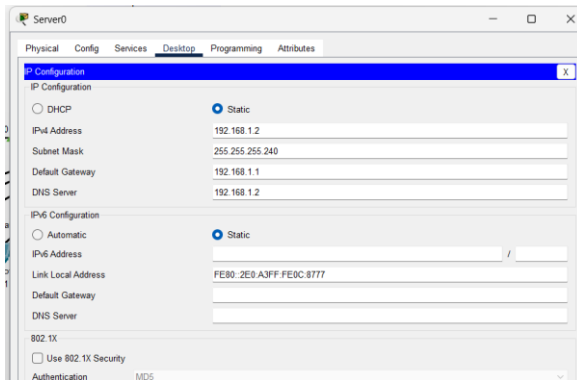 Server0
Physical Config Services Desktop Programming Attributes
IP Configuration X
IP Configuration
DHCP Static
IPv4 Address 192.168.1.2
Subnet Mask 255.255.255.240
Default Gateway 192.168.1.1
DNS Server 192.168.1.2
IPv6 Configuration
Automatic Static
IPv6 Address /
Link Local Address FE80::2E0:A3FF:FE0C:8777
Default Gateway
DNS Server
802.1X
Use 802.1X Security
Authentication MD5